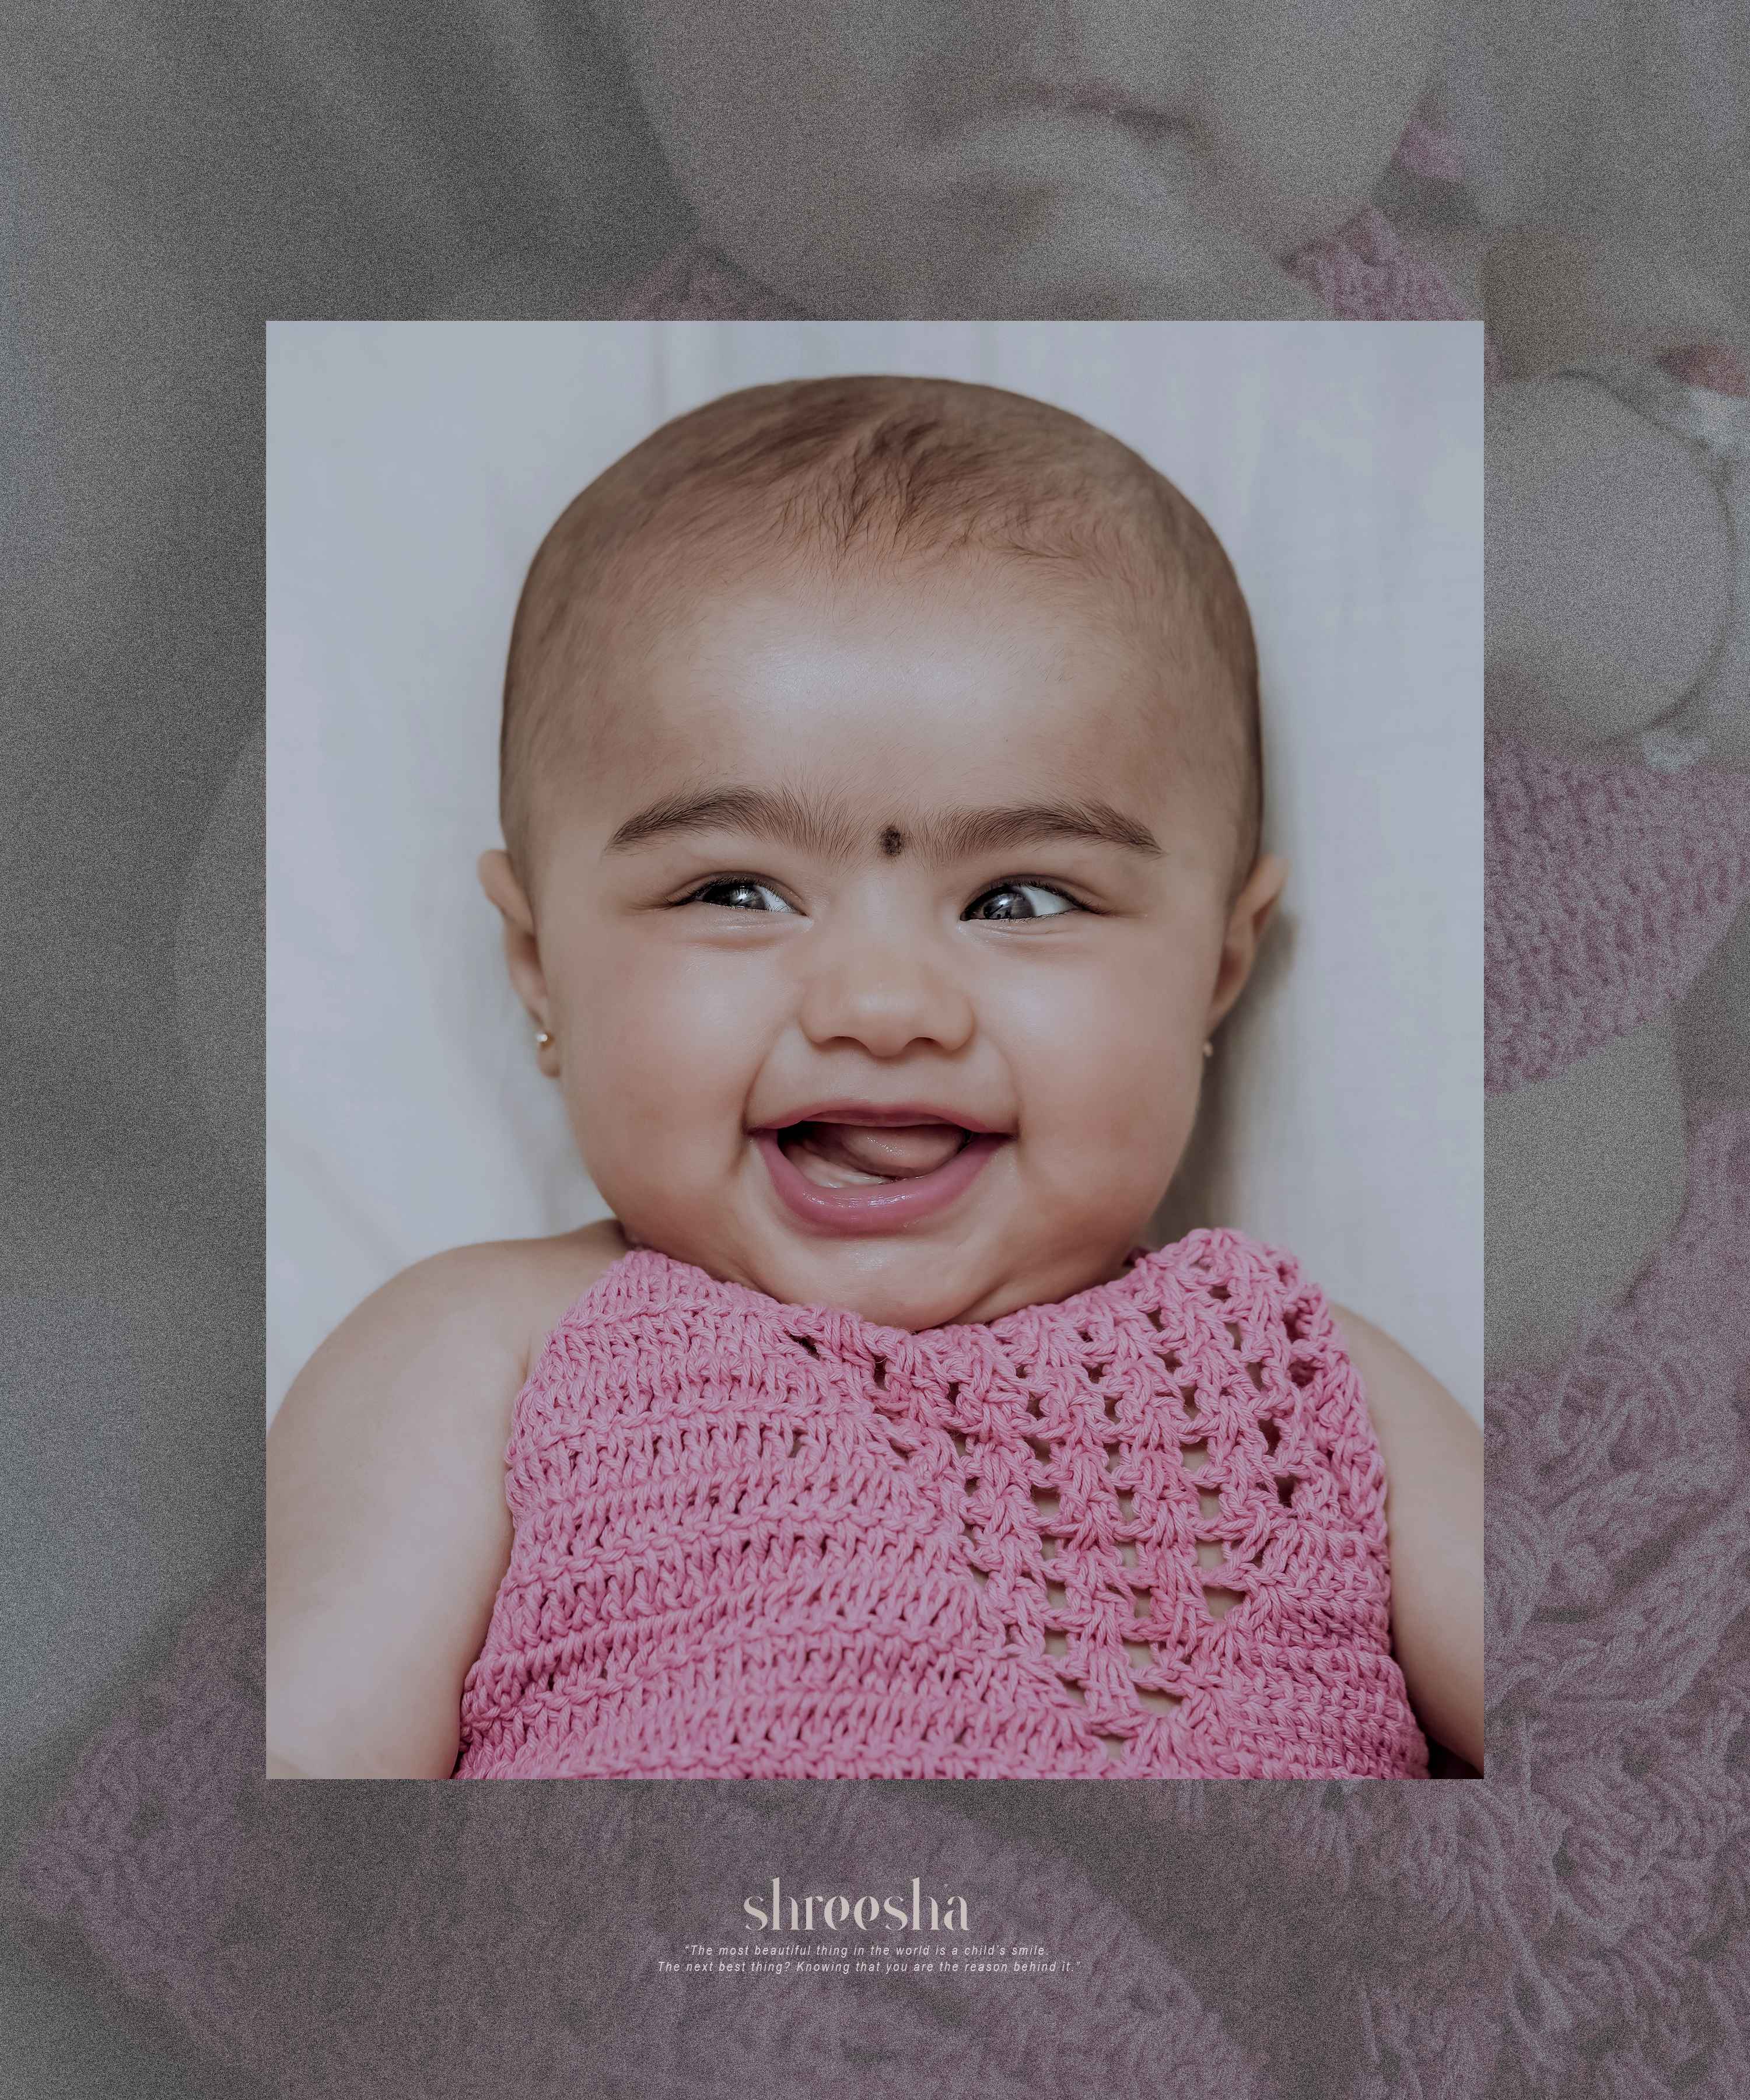 shreesha
"The most beautiful thing in the world is a child's smile.
The next best thing? Knowing that you are the reason behind it."